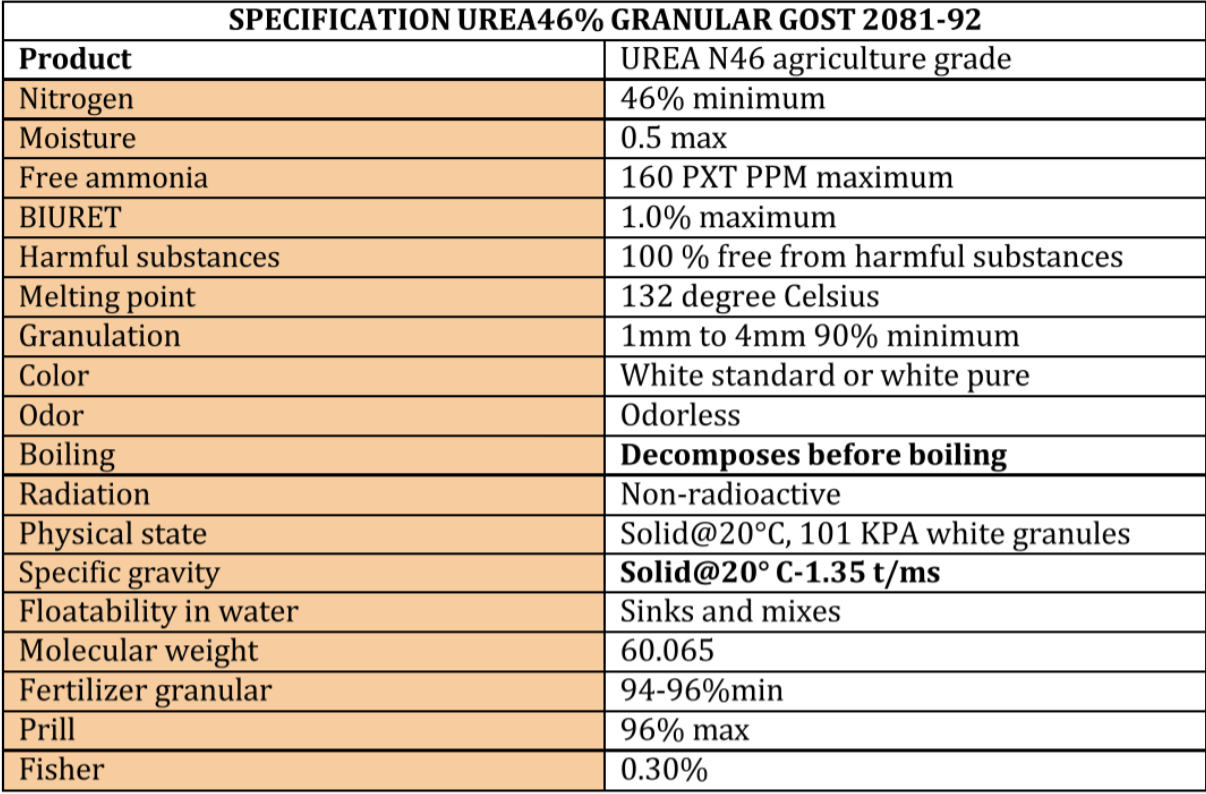 SPECIFICATION UREA46% GRANULAR GOST 2081-92
Product UREA N46 agriculture grade
Nitrogen 46% minimum
Moisture 0.5 max
Free ammonia 160 PXT PPM maximum
BIURET 1.0% maximum
Harmful substances 100 % free from harmful substances
Melting point 132 degree Celsius
Granulation 1mm to 4mm 90% minimum
Color White standard or white pure
Odor Odorless
Boiling Decomposes before boiling
Radiation Non-radioactive
Physical state Solid@20°C, 101 KPA white granules
Specific gravity Solid@20° C-1.35 t/ms
Floatability in water Sinks and mixes
Molecular weight 60.065
Fertilizer granular 94-96%min
Prill 96% max
Fisher 0.30%